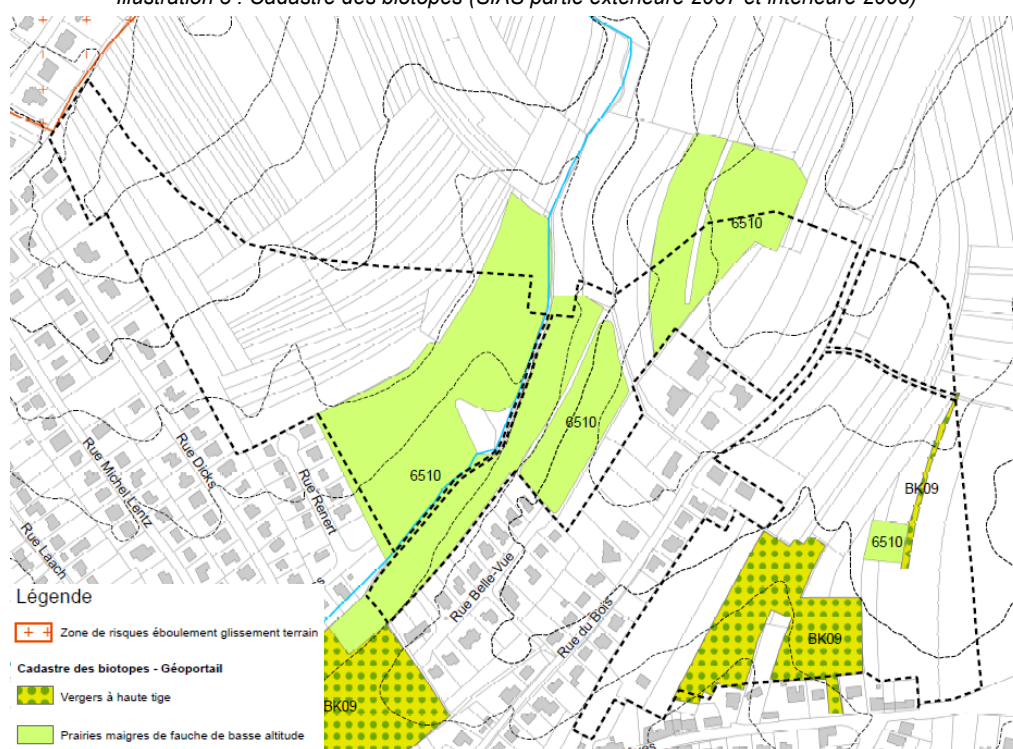 Illustration 3 : Cadastre des biotopes (SIAS partie extérieure 2007 et intérieure 2008)
6510
6510
6510
BK09
6510
BK09
BK09
Rue Michel Lentz
Rue Dicks
Rue Renert
Rue Laach
Rue Belle-Vue
Rue du Bois
Légende
Zone de risques éboulement glissement terrain
Cadastre des biotopes - Géoportail
Vergers à haute tige
Prairies maigres de fauche de basse altitude